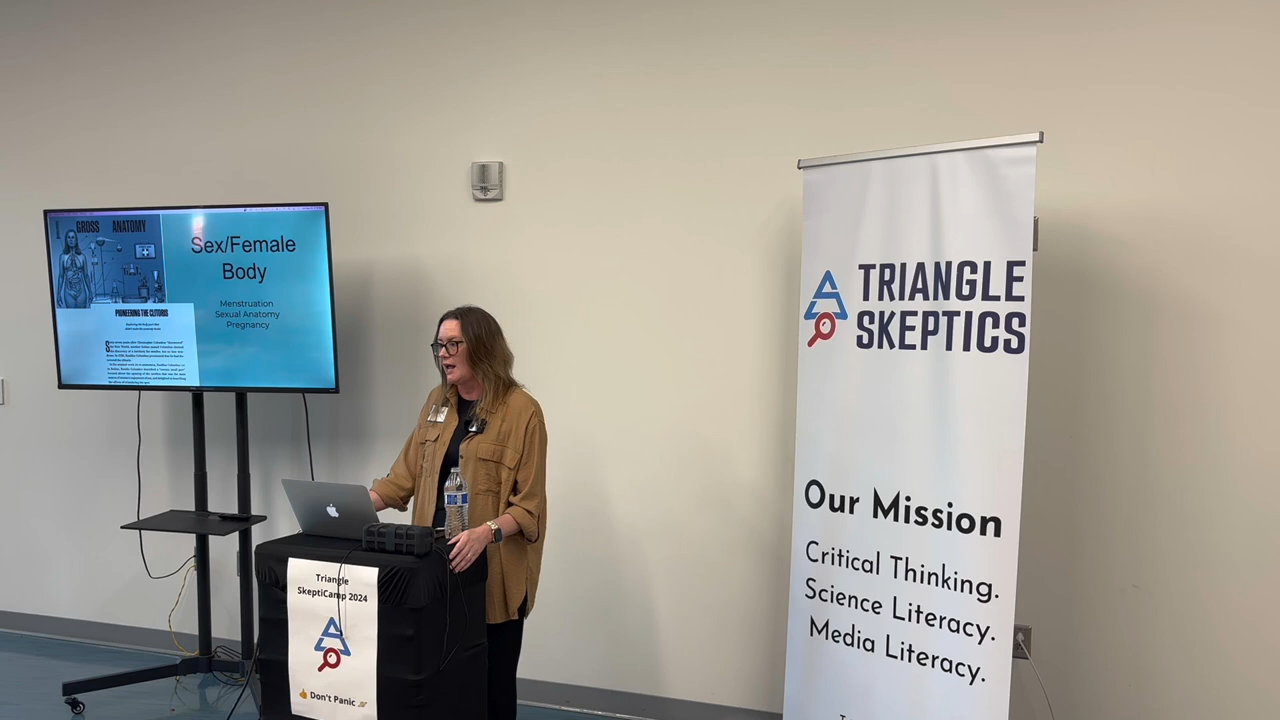 GROSS ANATOMY
Sex/Female
Body
Menstruation
Sexual Anatomy
Pregnancy
PIONEERING THE CLITORIS
Triangle
SkeptiCamp 2024
👍 Don't Panic 🪐
TRIANGLE
SKEPTICS
Our Mission
Critical Thinking.
Science Literacy.
Media Literacy.